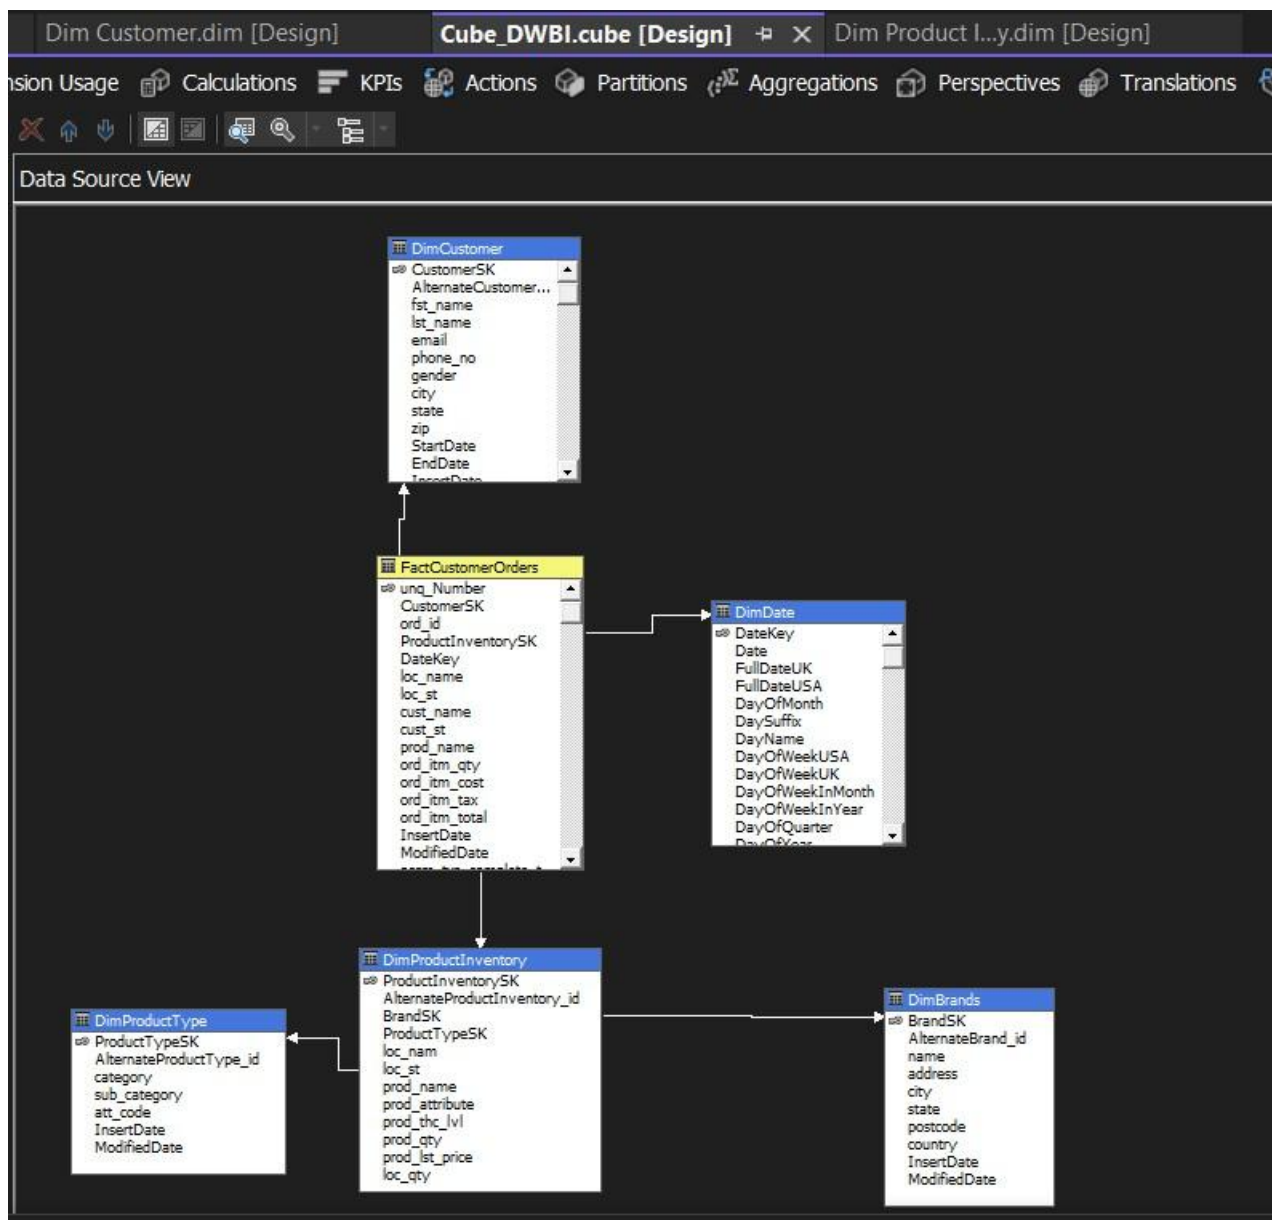 Dim Customer.dim [Design] Cube_DWBI.cube [Design] Dim Product I...y.dim [Design]
nsion Usage Calculations KPIs Actions Partitions Aggregations Perspectives Translations
Data Source View
DimCustomer
CustomerSK
AlternateCustomer...
fst_name
lst_name
email
phone_no
gender
city
state
zip
StartDate
EndDate
InsertDate
FactCustomerOrders
unq_Number
CustomerSK
ord_id
ProductInventorySK
DateKey
loc_name
loc_st
cust_name
cust_st
prod_name
ord_itm_qty
ord_itm_cost
ord_itm_tax
ord_itm_total
InsertDate
ModifiedDate
DimDate
DateKey
Date
FullDateUK
FullDateUSA
DayOfMonth
DaySuffix
DayName
DayOfWeekUSA
DayOfWeekUK
DayOfWeekInMonth
DayOfWeekInYear
DayOfQuarter
DayOfYear
DimProductInventory
ProductInventorySK
AlternateProductInventory_id
BrandSK
ProductTypeSK
loc_nam
loc_st
prod_name
prod_attribute
prod_thc_lvl
prod_qty
prod_lst_price
loc_qty
DimProductType
ProductTypeSK
AlternateProductType_id
category
sub_category
att_code
InsertDate
ModifiedDate
DimBrands
BrandSK
AlternateBrand_id
name
address
city
state
postcode
country
InsertDate
ModifiedDate